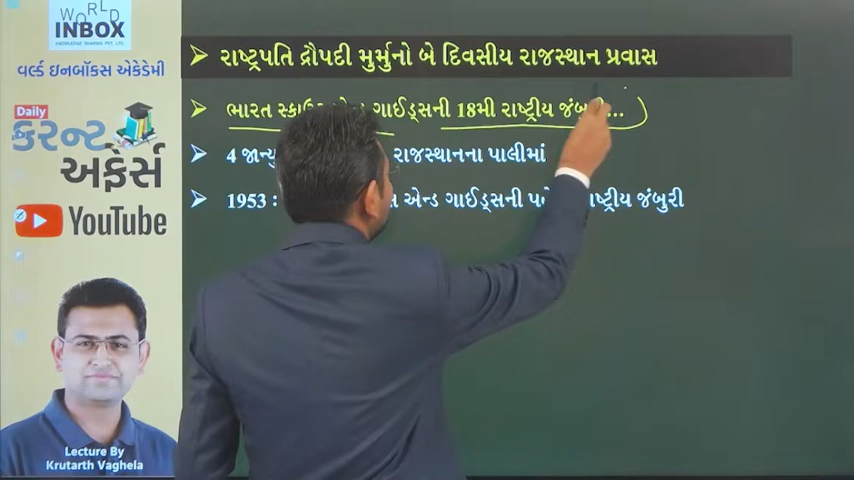 WORLD
INBOX
KNOWLEDGE SHARING PVT. LTD
વર્લ્ડ ઇનબૉક્સ એકેડેમી
Daily
કરન્ટ
અફેર્સ
YouTube
Lecture By
Krutarth Vaghela
રાષ્ટ્રપતિ દ્રૌપદી મુર્મુનો બે દિવસીય રાજસ્થાન પ્રવાસ
ભારત ગાઈડ્સની 18મી રાષ્ટ્રીય
4 રાજસ્થાનના પાલીમાં
1953 : એન્ડ ગાઈડ્સની જંબુરી